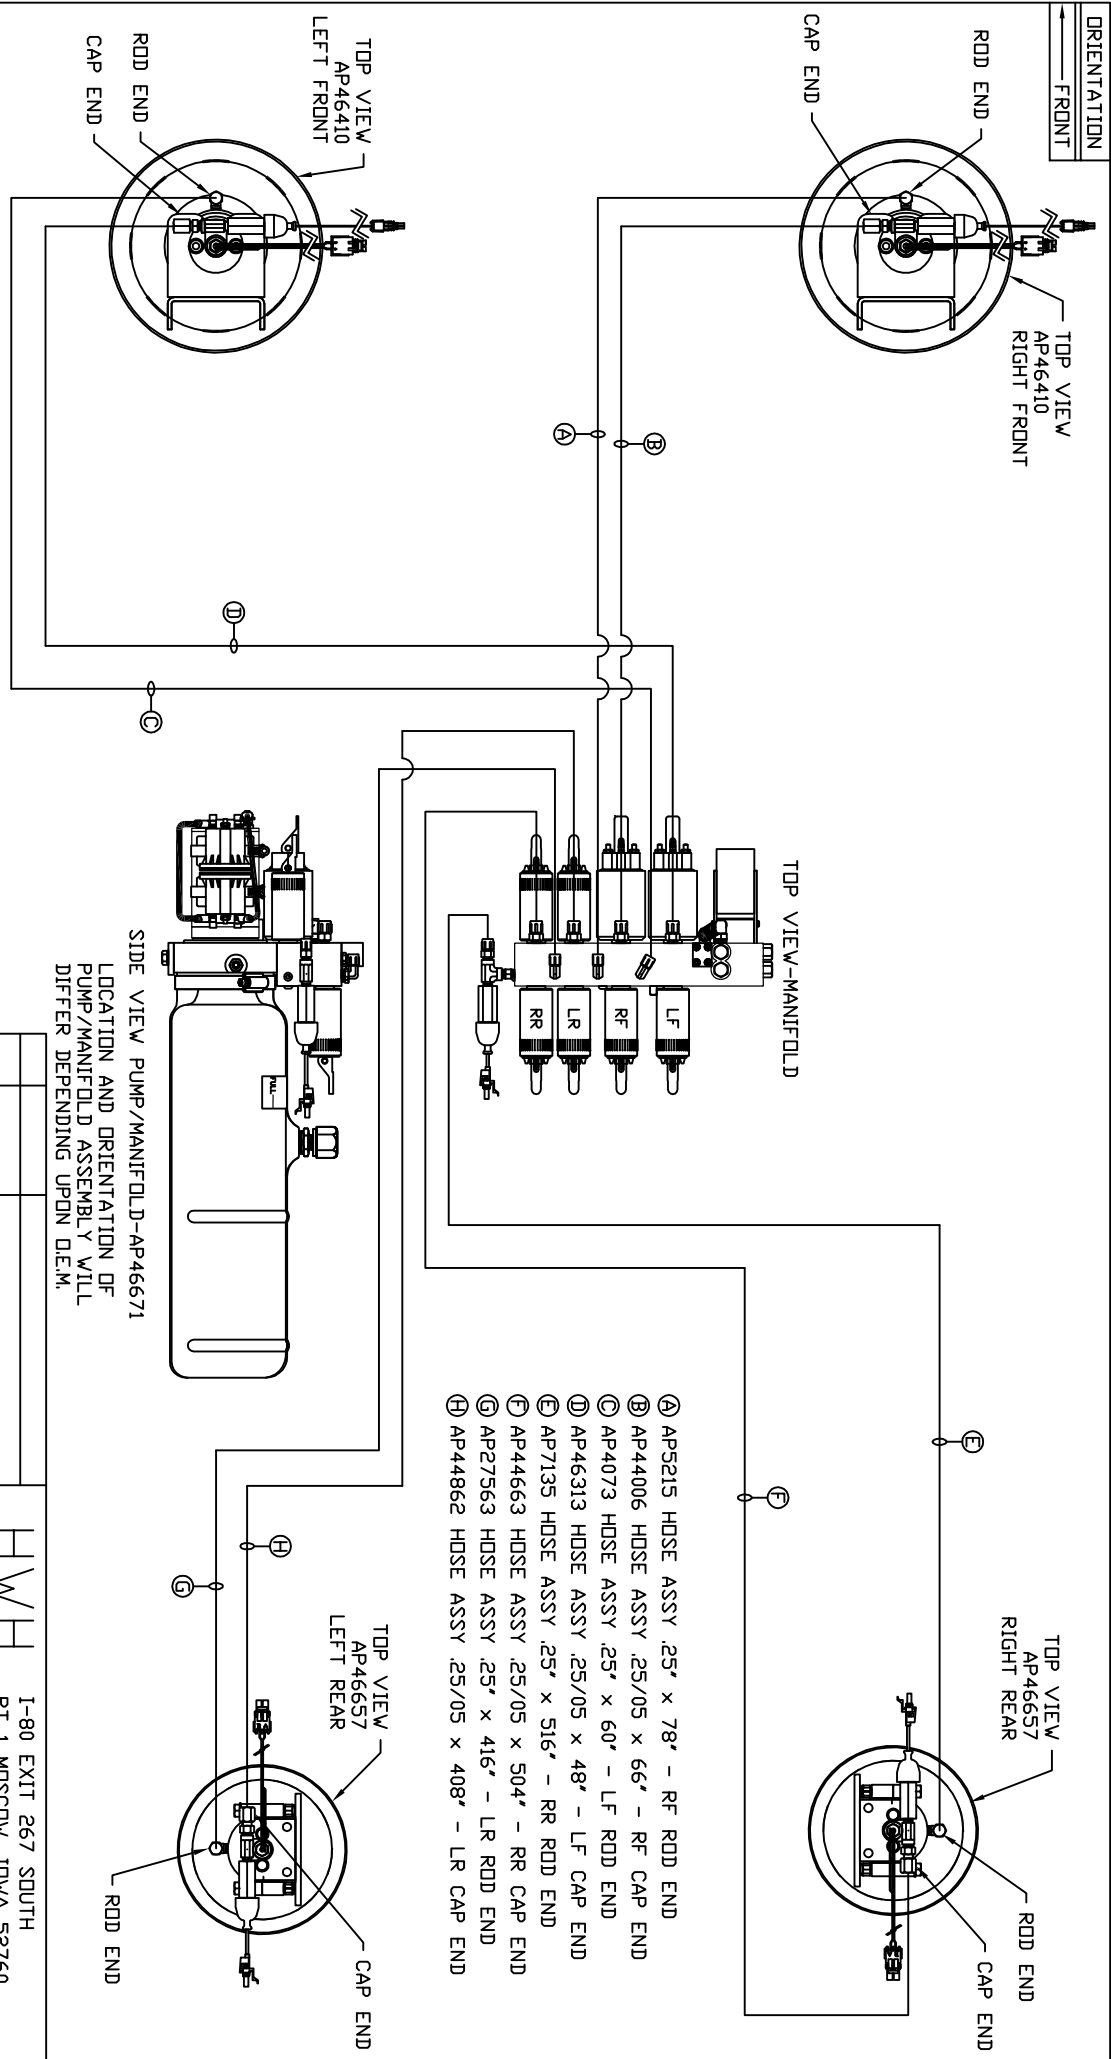 ORIENTATION
FRONT
ROD END
CAP END
TOP VIEW
AP46410
RIGHT FRONT
TOP VIEW
AP46410
LEFT FRONT
ROD END
CAP END
A
B
D
C
TOP VIEW-MANIFOLD
LF
RF
LR
RR
SIDE VIEW PUMP/MANIFOLD-AP46671
LOCATION AND ORIENTATION OF
PUMP/MANIFOLD ASSEMBLY WILL
DIFFER DEPENDING UPON O.E.M.
FULL
E
F
H
G
A AP5215 HOSE ASSY .25" x 78" - RF ROD END
B AP44006 HOSE ASSY .25/05 x 66" - RF CAP END
C AP4073 HOSE ASSY .25" x 60" - LF ROD END
D AP46313 HOSE ASSY .25/05 x 48" - LF CAP END
E AP7135 HOSE ASSY .25" x 516" - RR ROD END
F AP44663 HOSE ASSY .25/05 x 504" - RR CAP END
G AP27563 HOSE ASSY .25" x 416" - LR ROD END
H AP44862 HOSE ASSY .25/05 x 408" - LR CAP END
TOP VIEW
AP46657
RIGHT REAR
ROD END
CAP END
TOP VIEW
AP46657
LEFT REAR
CAP END
ROD END
HWH
I-80 EXIT 267 SOUTH
RT 1 MOSCOW, IOWA 52760